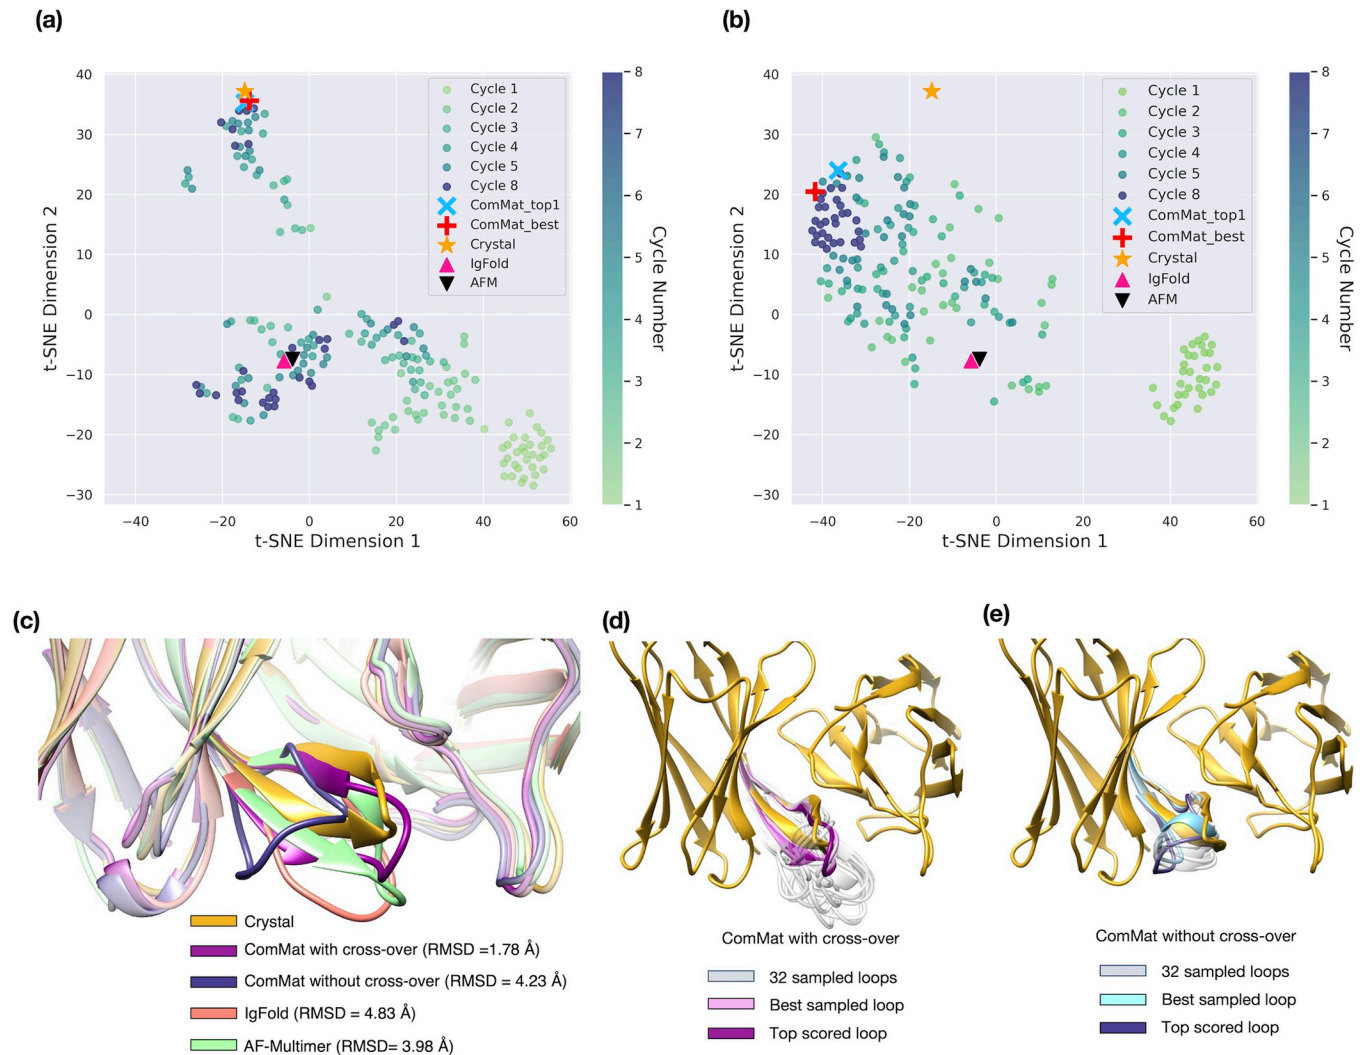 (a)
40
30
20
10
0
−10
−20
−30
−40
−20
0
20
40
60
t-SNE Dimension 2
t-SNE Dimension 1
Cycle 1
Cycle 2
Cycle 3
Cycle 4
Cycle 5
Cycle 8
ComMat_top1
ComMat_best
Crystal
IgFold
AFM
8
7
6
5
4
3
2
1
Cycle Number
(b)
40
30
20
10
0
−10
−20
−30
−40
−20
0
20
40
60
t-SNE Dimension 2
t-SNE Dimension 1
Cycle 1
Cycle 2
Cycle 3
Cycle 4
Cycle 5
Cycle 8
ComMat_top1
ComMat_best
Crystal
IgFold
AFM
8
7
6
5
4
3
2
1
Cycle Number
(c)
Crystal
ComMat with cross-over (RMSD =1.78 Å)
ComMat without cross-over (RMSD = 4.23 Å)
IgFold (RMSD = 4.83 Å)
AF-Multimer (RMSD= 3.98 Å)
(d)
ComMat with cross-over
32 sampled loops
Best sampled loop
Top scored loop
(e)
ComMat without cross-over
32 sampled loops
Best sampled loop
Top scored loop